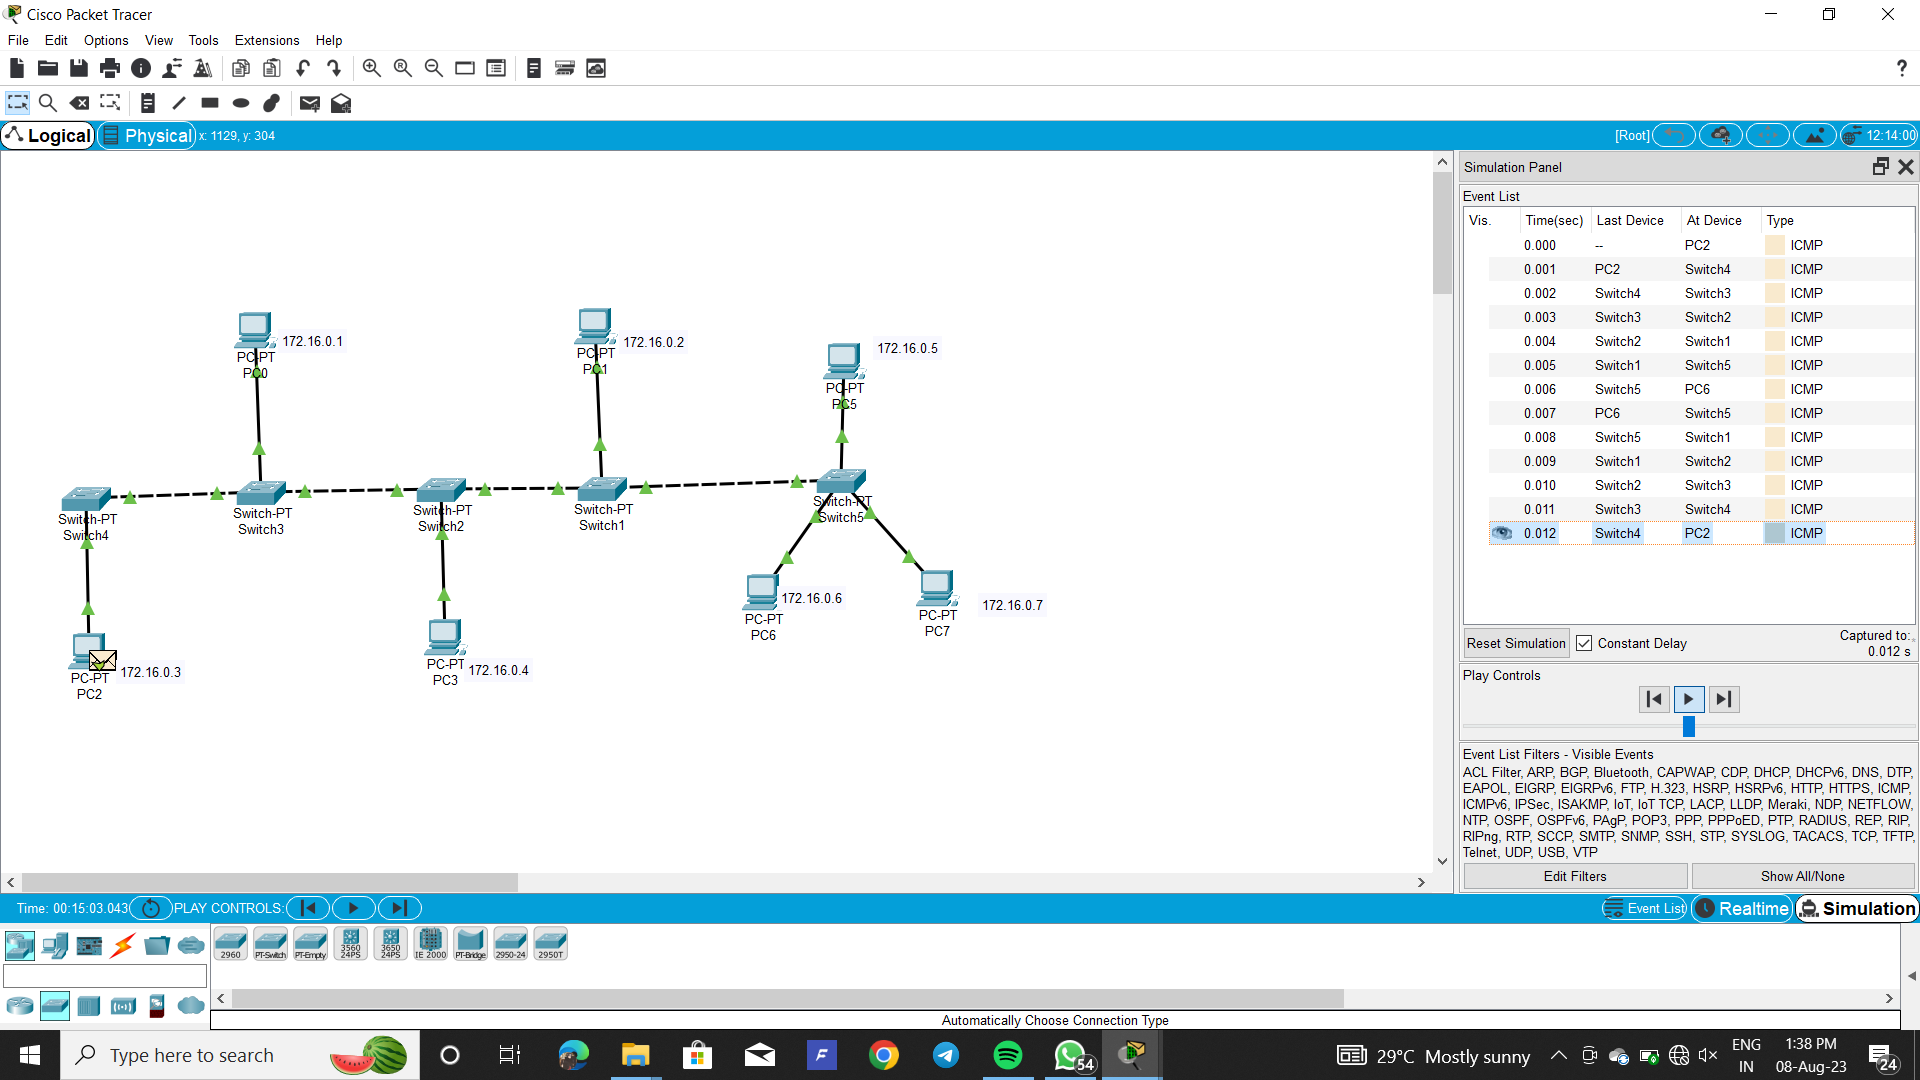 Cisco Packet Tracer
File Edit Options View Tools Extensions Help
Logical Physical x: 1129, y: 304
[Root] 12:14:00
172.16.0.1
PC-PT
PC0
172.16.0.2
PC-PT
PC1
172.16.0.5
PC-PT
PC5
Switch-PT
Switch4
Switch-PT
Switch3
Switch-PT
Switch2
Switch-PT
Switch1
Switch-PT
Switch5
172.16.0.3
PC-PT
PC2
172.16.0.4
PC-PT
PC3
172.16.0.6
PC-PT
PC6
172.16.0.7
PC-PT
PC7
Simulation Panel
Event List
Vis. Time(sec) Last Device At Device Type
0.000 -- PC2 ICMP
0.001 PC2 Switch4 ICMP
0.002 Switch4 Switch3 ICMP
0.003 Switch3 Switch2 ICMP
0.004 Switch2 Switch1 ICMP
0.005 Switch1 Switch5 ICMP
0.006 Switch5 PC6 ICMP
0.007 PC6 Switch5 ICMP
0.008 Switch5 Switch1 ICMP
0.009 Switch1 Switch2 ICMP
0.010 Switch2 Switch3 ICMP
0.011 Switch3 Switch4 ICMP
0.012 Switch4 PC2 ICMP
Reset Simulation Constant Delay
Captured to:
0.012 s
Play Controls
Event List Filters - Visible Events
ACL Filter, ARP, BGP, Bluetooth, CAPWAP, CDP, DHCP, DHCPv6, DNS, DTP,
EAPOL, EIGRP, EIGRPv6, FTP, H.323, HSRP, HSRPv6, HTTP, HTTPS, ICMP,
ICMPv6, IPSec, ISAKMP, IoT, IoT TCP, LACP, LLDP, Meraki, NDP, NETFLOW,
NTP, OSPF, OSPFv6, PAgP, POP3, PPP, PPPoED, PTP, RADIUS, REP, RIP,
RIPng, RTP, SCCP, SMTP, SNMP, SSH, STP, SYSLOG, TACACS, TCP, TFTP,
Telnet, UDP, USB, VTP
Edit Filters Show All/None
Time: 00:15:03.043 PLAY CONTROLS: Event List Realtime Simulation
2960 PT-Switch PT-Empty 3560 24PS 3650 24PS IE 2000 PT-Bridge 2950-24 2950T
Automatically Choose Connection Type
Type here to search
54
29°C Mostly sunny
ENG
IN
1:38 PM
08-Aug-23
24